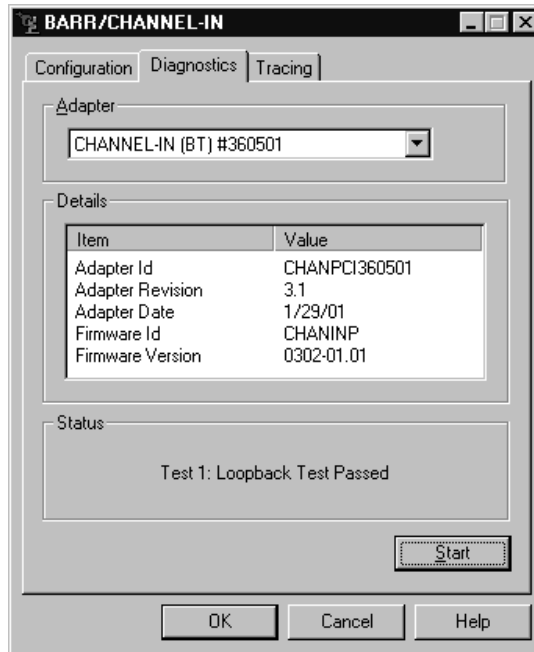 BARR/CHANNEL-IN
Configuration Diagnostics Tracing
Adapter
CHANNEL-IN (BT) #360501
Details
Item Value
Adapter Id CHANPCI360501
Adapter Revision 3.1
Adapter Date 1/29/01
Firmware Id CHANINP
Firmware Version 0302-01.01
Status
Test 1: Loopback Test Passed
Start
OK Cancel Help